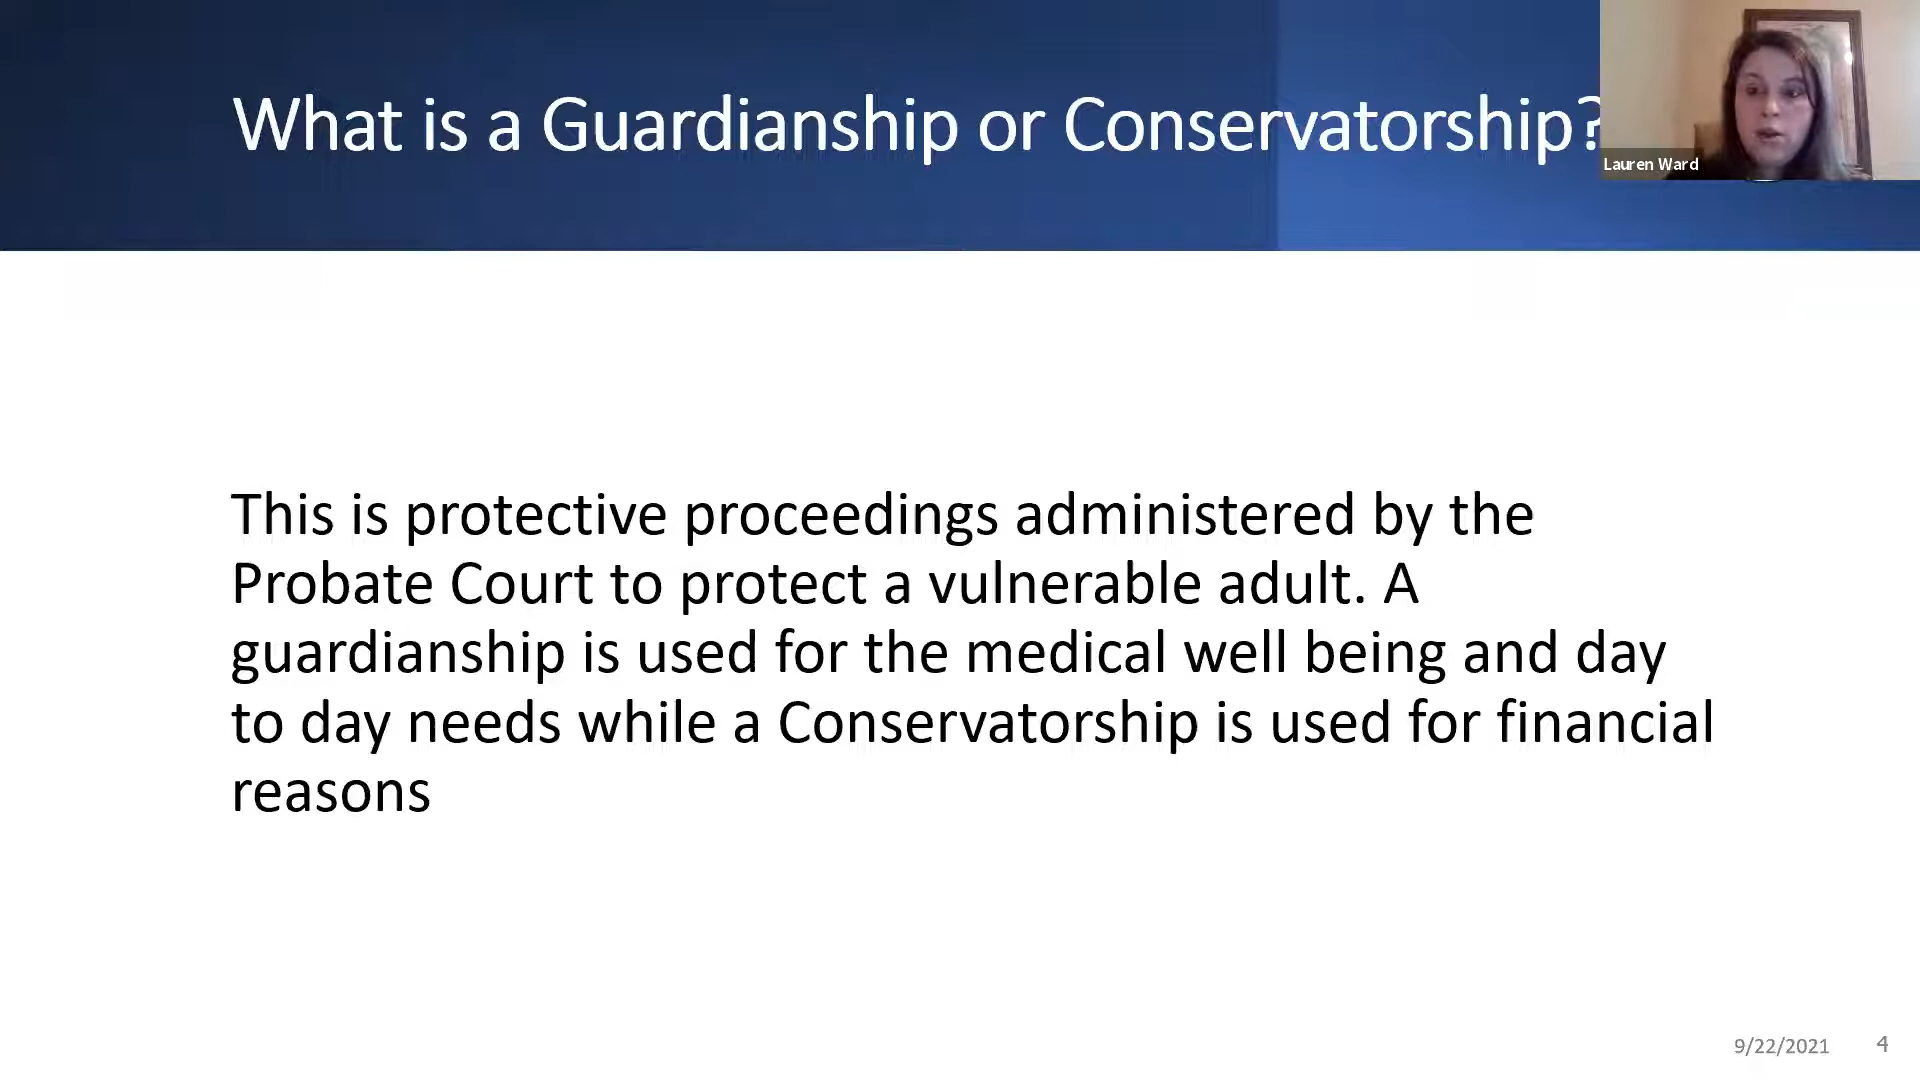 What is a Guardianship or Conservatorship?
Lauren Ward
This is protective proceedings administered by the
Probate Court to protect a vulnerable adult. A
guardianship is used for the medical well being and day
to day needs while a Conservatorship is used for financial
reasons
9/22/2021
4